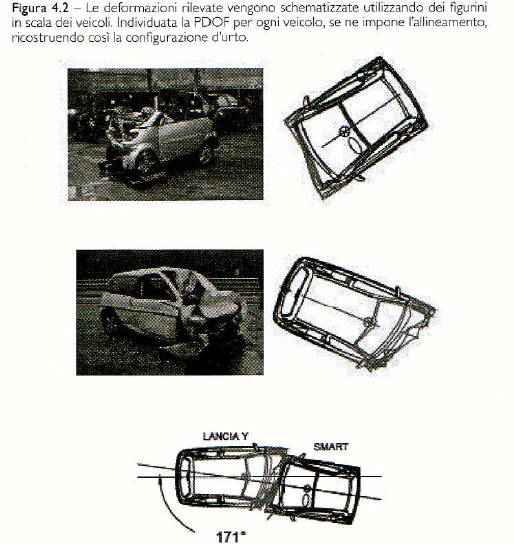 Figura 4.2 – Le deformazioni rilevate vengono schematizzate utilizzando dei figurini
in scala dei veicoli. Individuata la PDOF per ogni veicolo, se ne impone l'allineamento,
ricostruendo così la configurazione d'urto.
LANCIA Y
SMART
171°